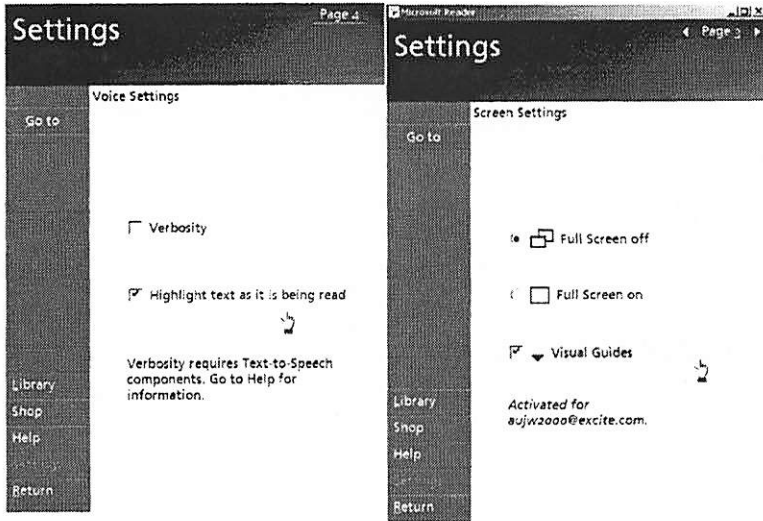 Settings
Page 4
Voice Settings
Go to
Verbosity
Highlight text as it is being read
Verbosity requires Text-to-Speech
components. Go to Help for
information.
Library
Shop
Help
Return
Microsoft Reader
Settings
Page 3
Screen Settings
Go to
Full Screen off
Full Screen on
Visual Guides
Activated for
aujw2000@excite.com.
Library
Shop
Help
Return